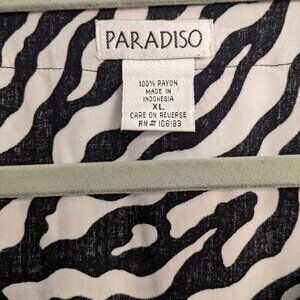 PARADISO
100% RAYON
MADE IN
INDONESIA
XL
CARE ON REVERSE
RN# 106183